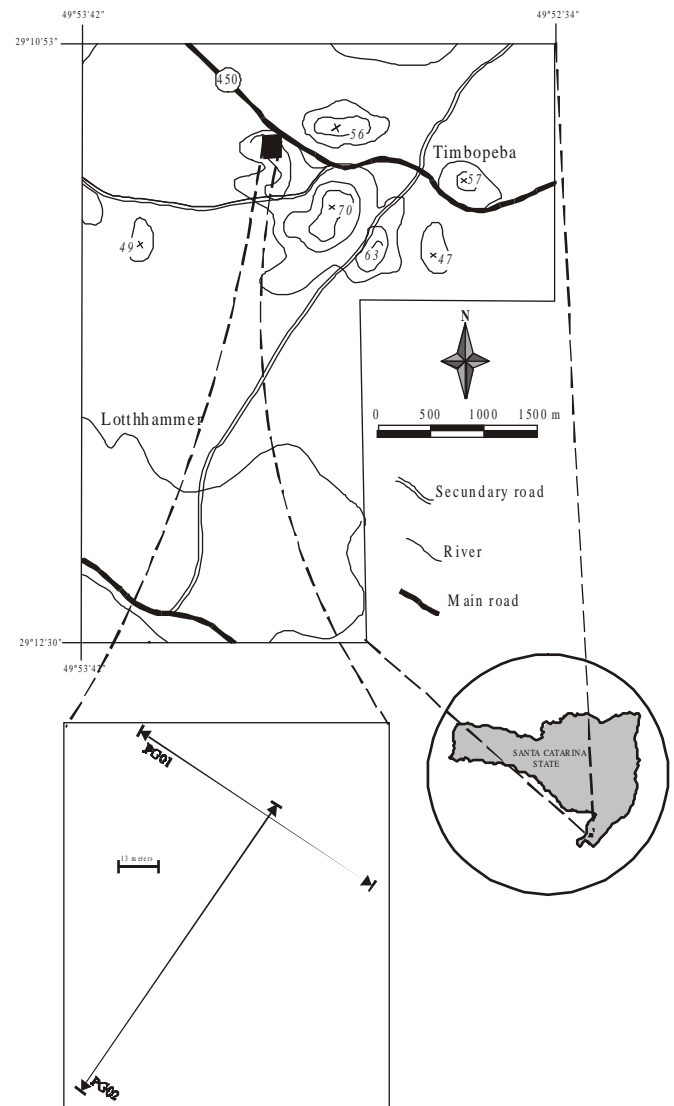 49°53'42" 49°52'34"
29°10'53"
450
56
Timbopeba
57
70
49
63
47
N
0 500 1000 1500 m
Lotthhammer
Secundary road
River
Main road
29°12'30"
49°53'42"
SANTA CATARINA
STATE
PG01
13 meters
PG02